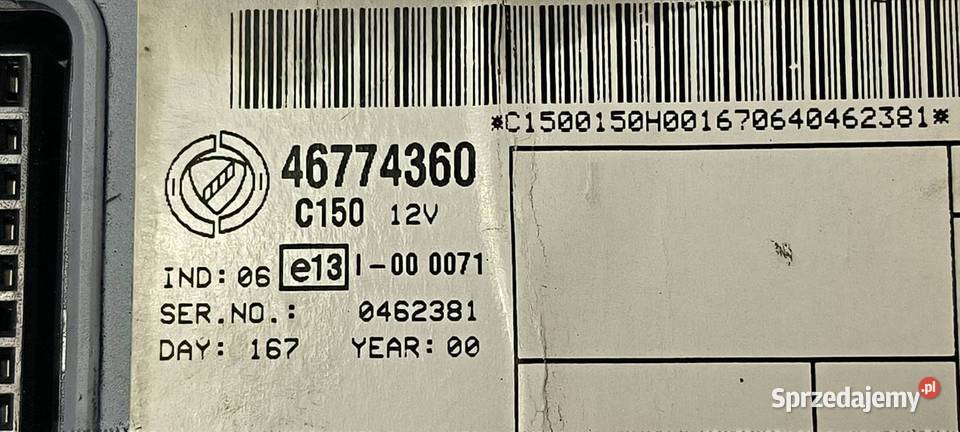 *C1500150H001670640462381*
46774360
C150 12V
IND: 06 e13 I-00 0071
SER.NO.: 0462381
DAY: 167 YEAR: 00
Sprzedajemy.pl